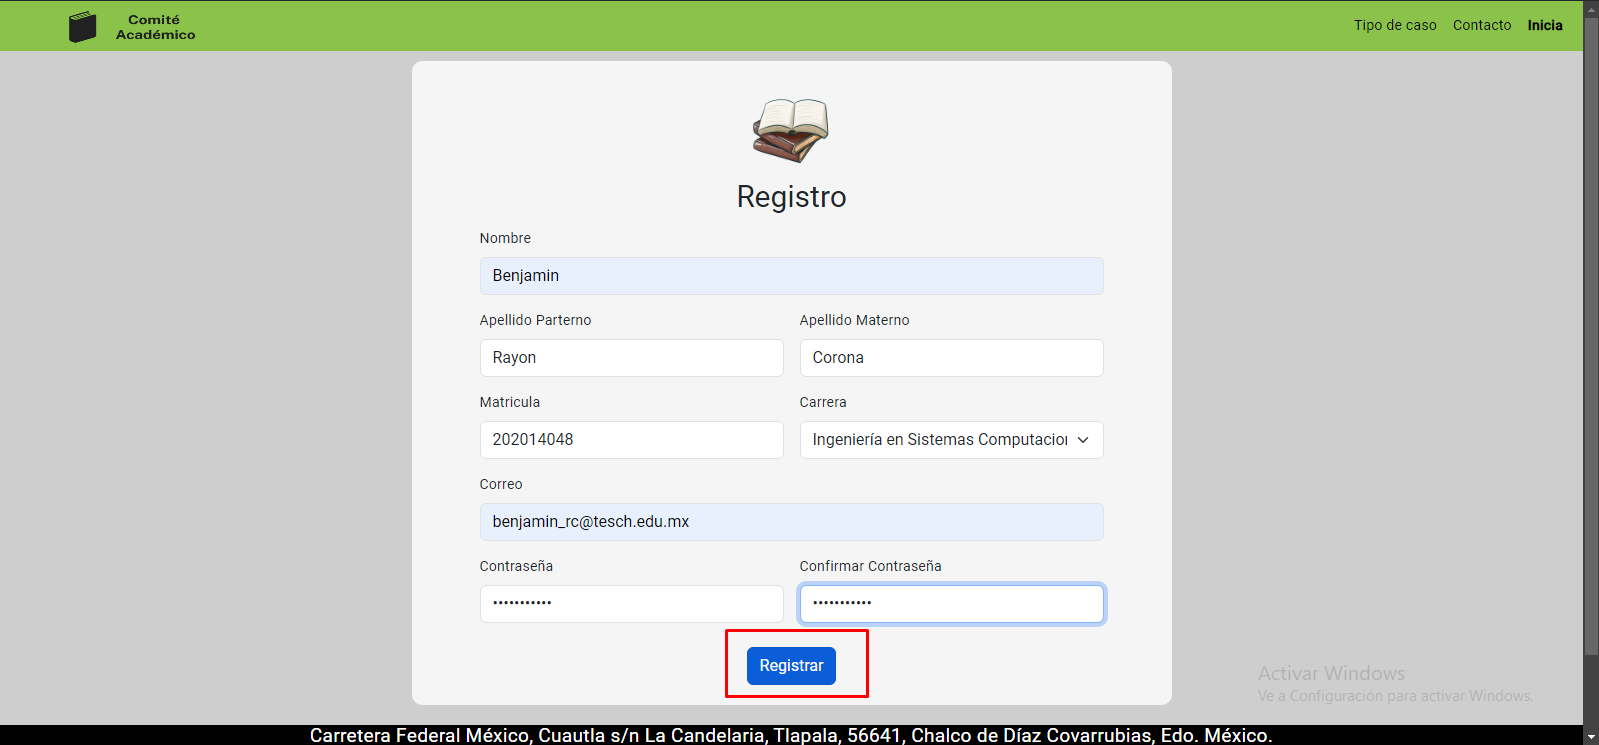 Comité
Académico
Tipo de caso Contacto Inicia
Registro
Nombre
Benjamin
Apellido Parterno Apellido Materno
Rayon Corona
Matricula Carrera
202014048 Ingeniería en Sistemas Computacion
Correo
benjamin_rc@tesch.edu.mx
Contraseña Confirmar Contraseña
••••••••••• •••••••••••
Registrar
Activar Windows
Ve a Configuración para activar Windows.
Carretera Federal México, Cuautla s/n La Candelaria, Tlapala, 56641, Chalco de Díaz Covarrubias, Edo. México.